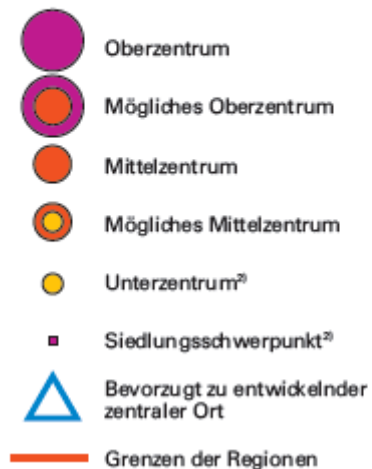 Oberzentrum
Mögliches Oberzentrum
Mittelzentrum
Mögliches Mittelzentrum
Unterzentrum²⁾
Siedlungsschwerpunkt²⁾
Bevorzugt zu entwickelnder
zentraler Ort
Grenzen der Regionen